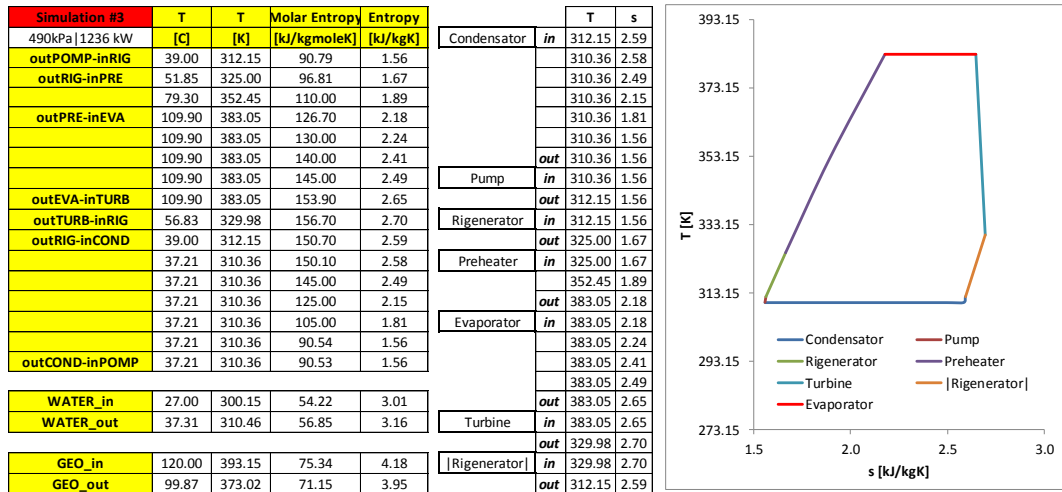 Simulation #3 T T Molar Entropy Entropy
490kPa|1236 kW [C] [K] [kJ/kgmoleK] [kJ/kgK]
outPOMP-inRIG 39.00 312.15 90.79 1.56
outRIG-inPRE 51.85 325.00 96.81 1.67
79.30 352.45 110.00 1.89
outPRE-inEVA 109.90 383.05 126.70 2.18
109.90 383.05 130.00 2.24
109.90 383.05 140.00 2.41
109.90 383.05 145.00 2.49
outEVA-inTURB 109.90 383.05 153.90 2.65
outTURB-inRIG 56.83 329.98 156.70 2.70
outRIG-inCOND 39.00 312.15 150.70 2.59
37.21 310.36 150.10 2.58
37.21 310.36 145.00 2.49
37.21 310.36 125.00 2.15
37.21 310.36 105.00 1.81
37.21 310.36 90.54 1.56
outCOND-inPOMP 37.21 310.36 90.53 1.56
WATER_in 27.00 300.15 54.22 3.01
WATER_out 37.31 310.46 56.85 3.16
GEO_in 120.00 393.15 75.34 4.18
GEO_out 99.87 373.02 71.15 3.95
T s
Condensator in 312.15 2.59
310.36 2.58
310.36 2.49
310.36 2.15
310.36 1.81
310.36 1.56
out 310.36 1.56
Pump in 310.36 1.56
out 312.15 1.56
Rigenerator in 312.15 1.56
out 325.00 1.67
Preheater in 325.00 1.67
352.45 1.89
out 383.05 2.18
Evaporator in 383.05 2.18
383.05 2.24
383.05 2.41
383.05 2.49
out 383.05 2.65
Turbine in 383.05 2.65
out 329.98 2.70
|Rigenerator| in 329.98 2.70
out 312.15 2.59
393.15
373.15
353.15
333.15
313.15
293.15
273.15
T [K]
Condensator Pump
Rigenerator Preheater
Turbine |Rigenerator|
Evaporator
1.5 2.0 2.5 3.0
s [kJ/kgK]